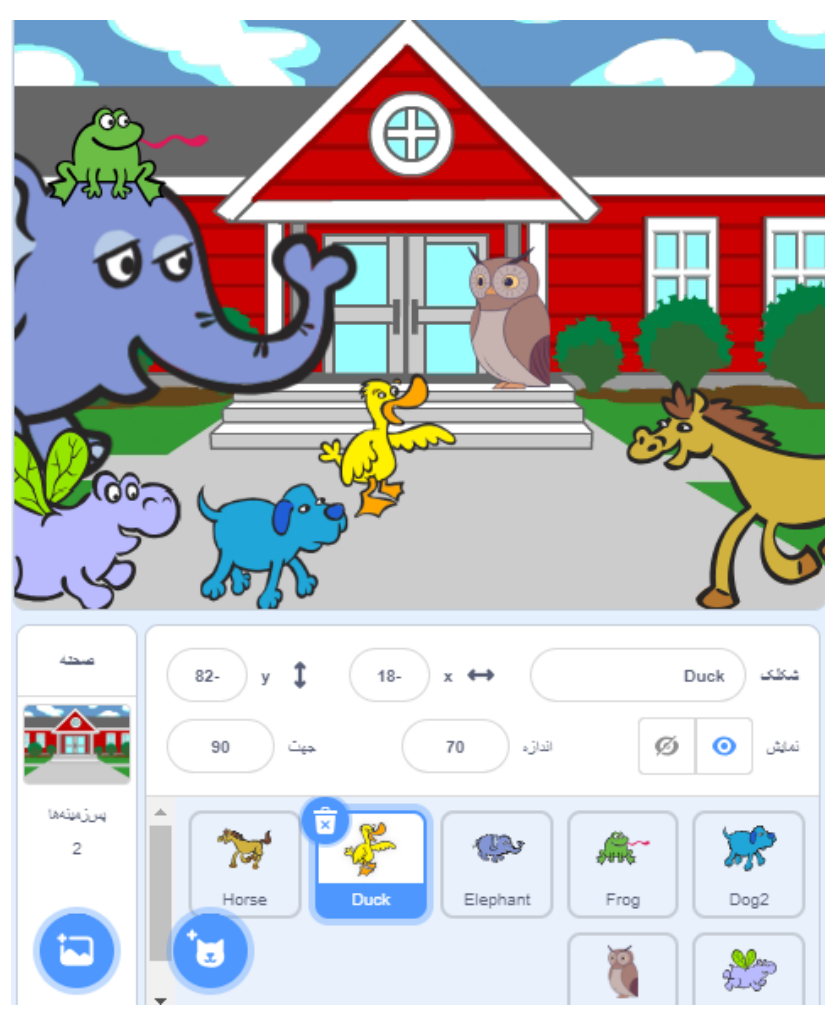 صحنه
شکلک Duck x 18- y 82-
نمایش اندازه 70 جهت 90
پس‌زمینه‌ها
2
Horse Duck Elephant Frog Dog2